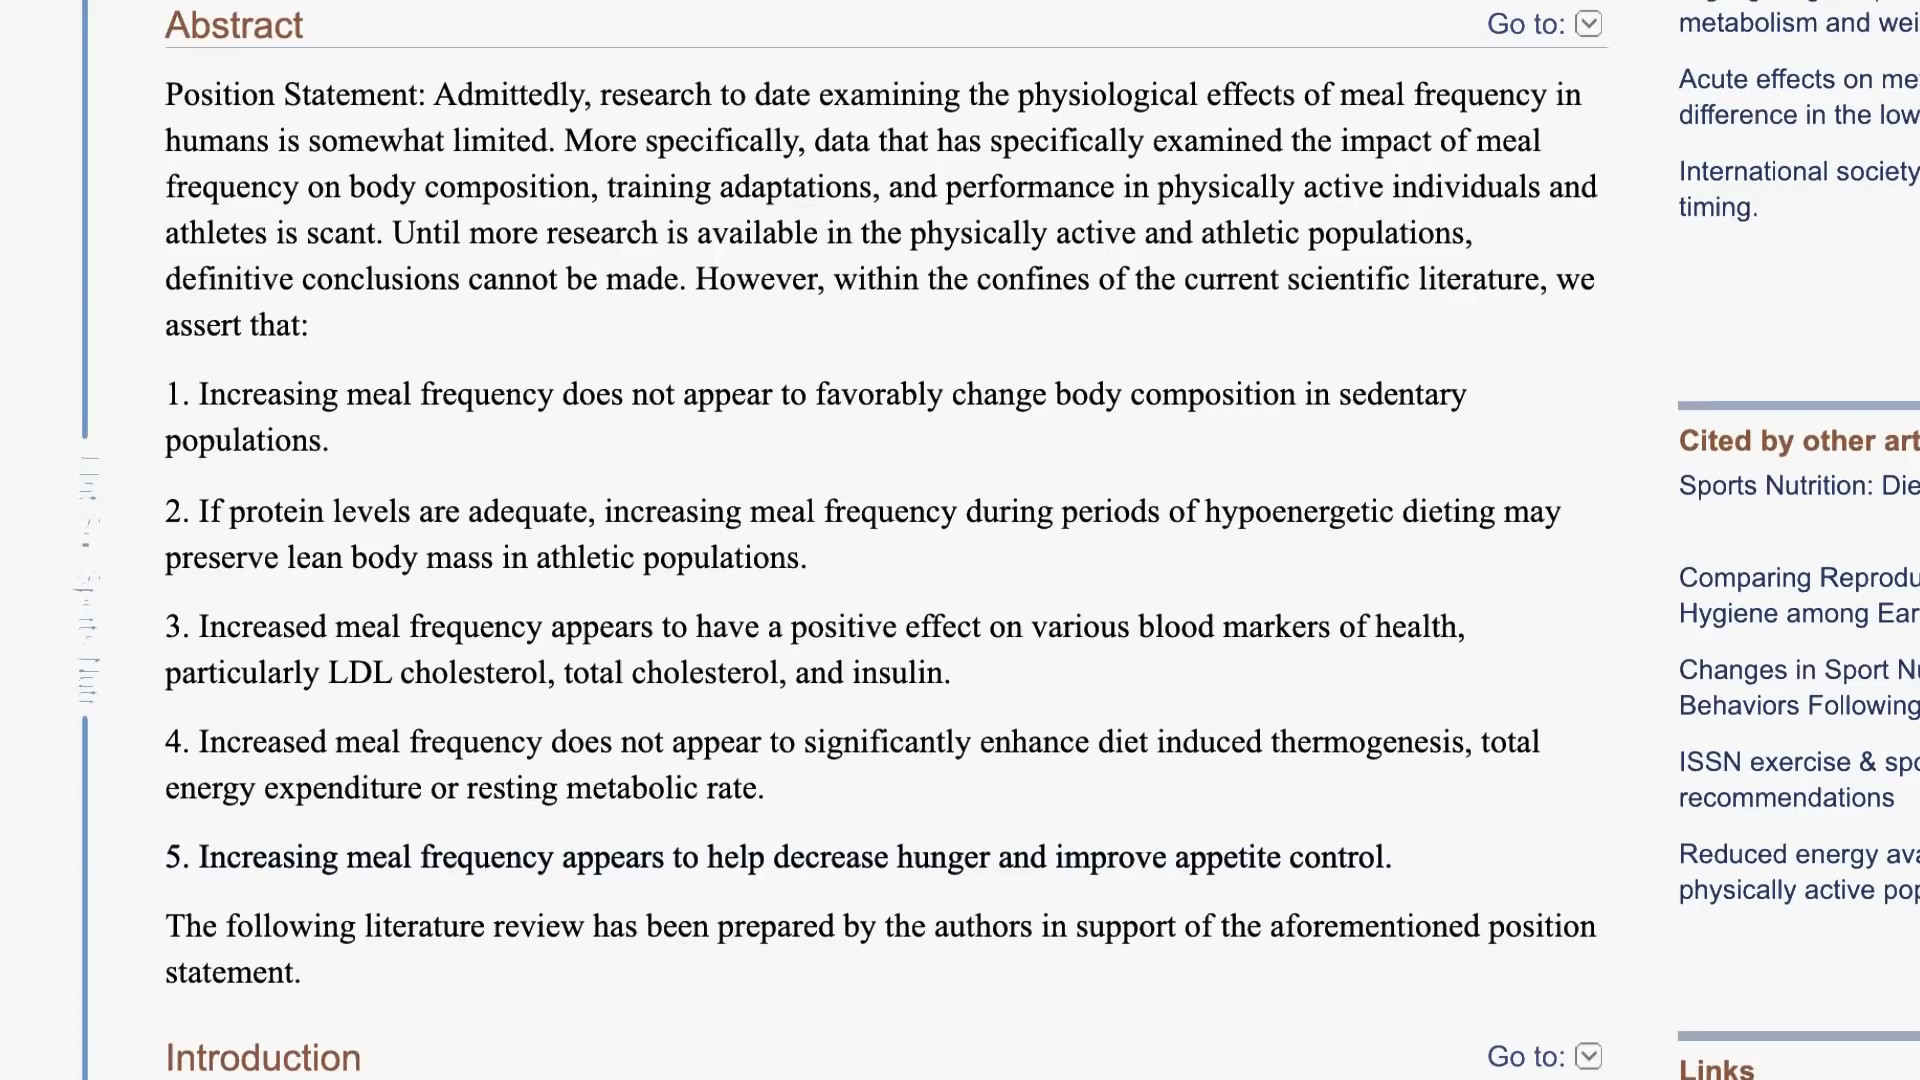 Abstract
Go to:
Position Statement: Admittedly, research to date examining the physiological effects of meal frequency in
humans is somewhat limited. More specifically, data that has specifically examined the impact of meal
frequency on body composition, training adaptations, and performance in physically active individuals and
athletes is scant. Until more research is available in the physically active and athletic populations,
definitive conclusions cannot be made. However, within the confines of the current scientific literature, we
assert that:
1. Increasing meal frequency does not appear to favorably change body composition in sedentary
populations.
2. If protein levels are adequate, increasing meal frequency during periods of hypoenergetic dieting may
preserve lean body mass in athletic populations.
3. Increased meal frequency appears to have a positive effect on various blood markers of health,
particularly LDL cholesterol, total cholesterol, and insulin.
4. Increased meal frequency does not appear to significantly enhance diet induced thermogenesis, total
energy expenditure or resting metabolic rate.
5. Increasing meal frequency appears to help decrease hunger and improve appetite control.
The following literature review has been prepared by the authors in support of the aforementioned position
statement.
Introduction
Go to:
metabolism and wei
Acute effects on me
difference in the low
International society
timing.
Cited by other art
Sports Nutrition: Die
Comparing Reprodu
Hygiene among Ear
Changes in Sport Nu
Behaviors Following
ISSN exercise & spo
recommendations
Reduced energy ava
physically active pop
Links